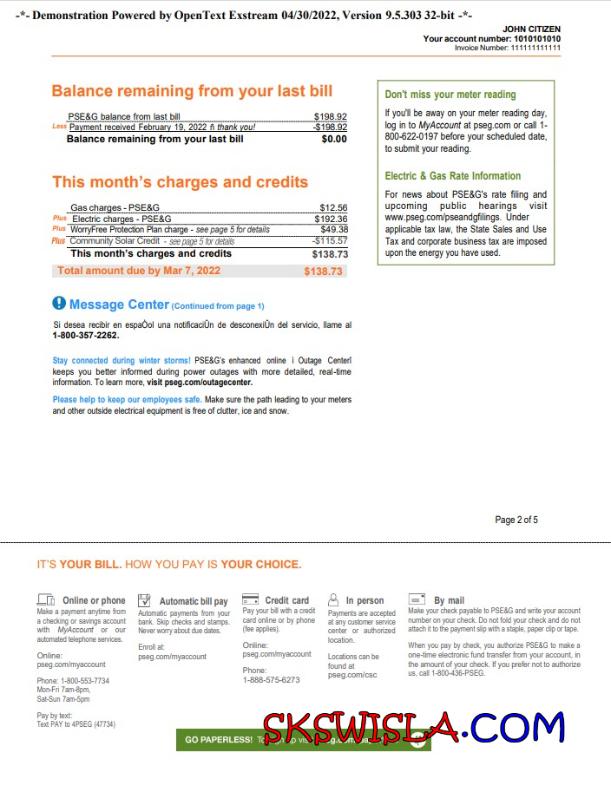 -*- Demonstration Powered by OpenText Exstream 04/30/2022, Version 9.5.303 32-bit -*-
JOHN CITIZEN
Your account number: 1010101010
Invoice Number: 111111111111
Balance remaining from your last bill
PSE&G balance from last bill $198.92
Less Payment received February 19, 2022 ñ thank you! -$198.92
Balance remaining from your last bill $0.00
This month's charges and credits
Gas charges - PSE&G $12.56
Plus Electric charges - PSE&G $192.36
Plus WorryFree Protection Plan charge - see page 5 for details $49.38
Plus Community Solar Credit - see page 5 for details -$115.57
This month's charges and credits $138.73
Total amount due by Mar 7, 2022 $138.73
Message Center (Continued from page 1)
Si desea recibir en espaÒol una notificaciÛn de desconexiÛn del servicio, llame al
1-800-357-2262.
Stay connected during winter storms! PSE&G's enhanced online ì Outage Centerî
keeps you better informed during power outages with more detailed, real-time
information. To learn more, visit pseg.com/outagecenter.
Please help to keep our employees safe. Make sure the path leading to your meters
and other outside electrical equipment is free of clutter, ice and snow.
Don't miss your meter reading
If you'll be away on your meter reading day,
log in to MyAccount at pseg.com or call 1-
800-622-0197 before your scheduled date,
to submit your reading.
Electric & Gas Rate Information
For news about PSE&G's rate filing and
upcoming public hearings visit
www.pseg.com/pseandgfilings. Under
applicable tax law, the State Sales and Use
Tax and corporate business tax are imposed
upon the energy you have used.
Page 2 of 5
IT'S YOUR BILL. HOW YOU PAY IS YOUR CHOICE.
Online or phone
Make a payment anytime from
a checking or savings account
with MyAccount or our
automated telephone services.
Online:
pseg.com/myaccount
Phone: 1-800-553-7734
Mon-Fri 7am-8pm,
Sat-Sun 7am-5pm
Pay by text:
Text PAY to 4PSEG (47734)
Automatic bill pay
Automatic payments from your
bank. Skip checks and stamps.
Never worry about due dates.
Enroll at:
pseg.com/myaccount
Credit card
Pay your bill with a credit
card online or by phone
(fee applies).
Online:
pseg.com/myaccount
Phone:
1-888-575-6273
In person
Payments are accepted
at any customer service
center or authorized
location.
Locations can be
found at
pseg.com/csc
By mail
Make your check payable to PSE&G and write your account
number on your check. Do not fold your check and do not
attach it to the payment slip with a staple, paper clip or tape.
When you pay by check, you authorize PSE&G to make a
one-time electronic fund transfer from your account, in
the amount of your check. If you prefer not to authorize
us, call 1-800-436-PSEG.
GO PAPERLESS!
SKSWISLA.COM